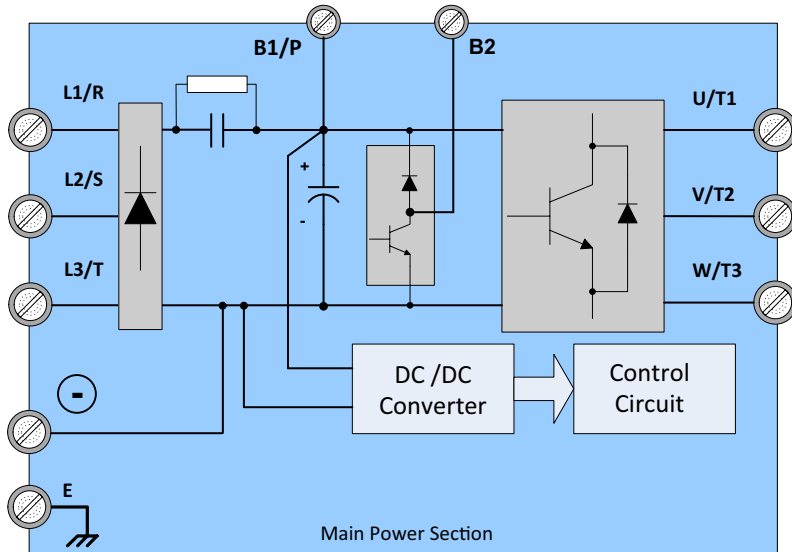 B1/P
B2
L1/R
U/T1
L2/S
V/T2
L3/T
W/T3
+
-
-
DC /DC
Converter
Control
Circuit
E
Main Power Section